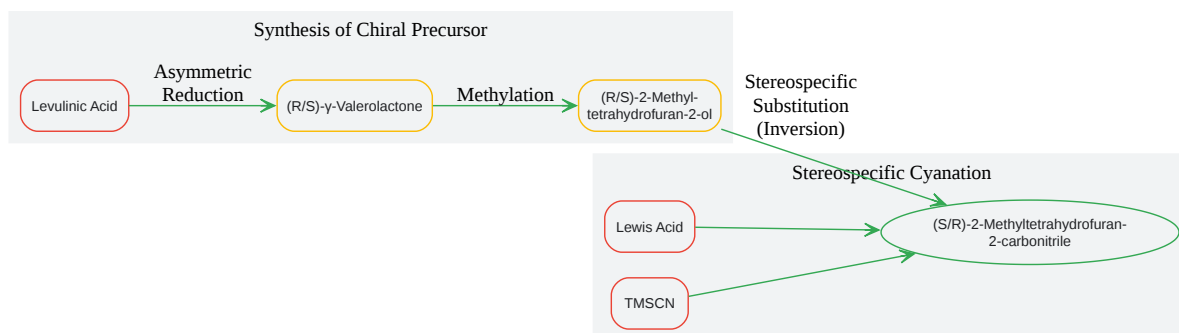 Synthesis of Chiral Precursor
Levulinic Acid
Asymmetric
Reduction
(R/S)-γ-Valerolactone
Methylation
(R/S)-2-Methyl-
tetrahydrofuran-2-ol
Stereospecific
Substitution
(Inversion)
Stereospecific Cyanation
Lewis Acid
(S/R)-2-Methyltetrahydrofuran-
2-carbonitrile
TMSCN